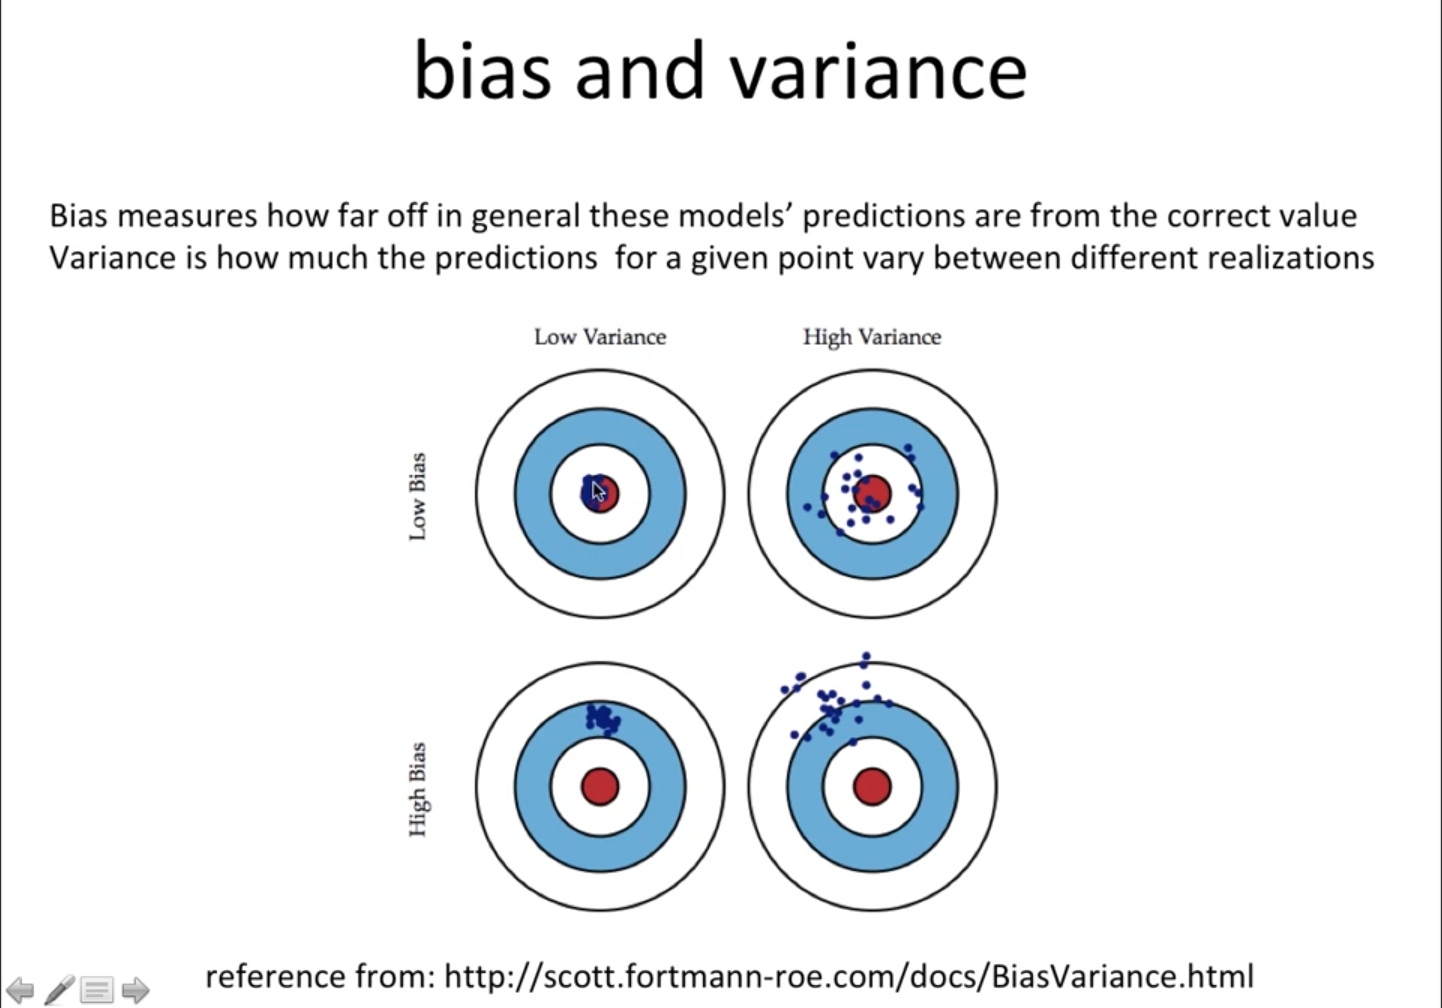 bias and variance
Bias measures how far off in general these models’ predictions are from the correct value
Variance is how much the predictions  for a given point vary between different realizations
Low Variance
High Variance
Low Bias
High Bias
reference from: http://scott.fortmann-roe.com/docs/BiasVariance.html